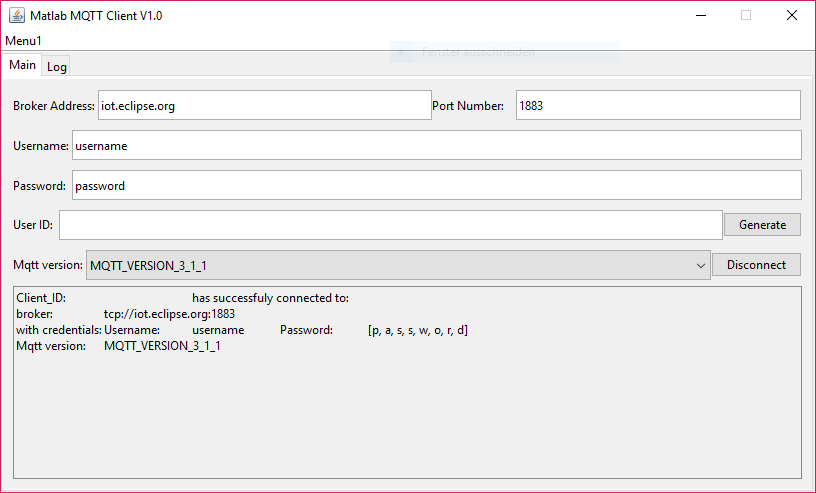 Matlab MQTT Client V1.0
Menu1
Fenster ausschneiden
Main Log
Broker Address: iot.eclipse.org Port Number: 1883
Username: username
Password: password
User ID: Generate
Mqtt version: MQTT_VERSION_3_1_1 Disconnect
Client_ID: has successfuly connected to:
broker: tcp://iot.eclipse.org:1883
with credentials: Username: username Password: [p, a, s, s, w, o, r, d]
Mqtt version: MQTT_VERSION_3_1_1